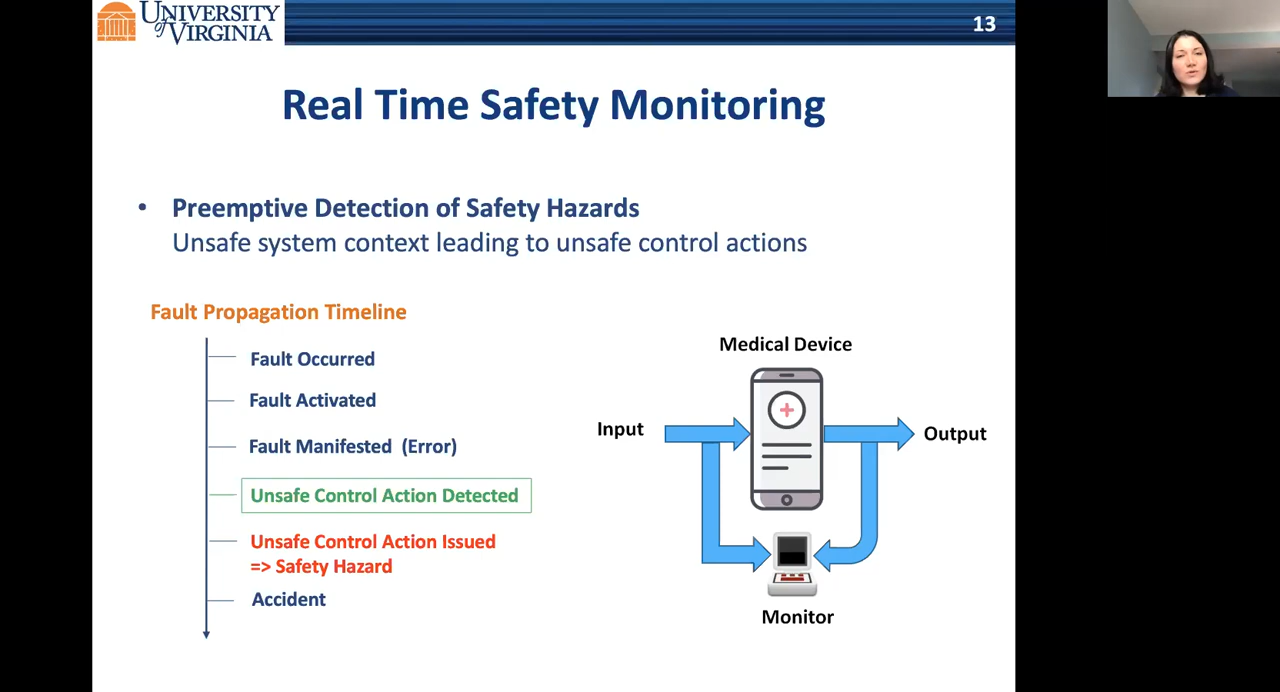 UNIVERSITY
of VIRGINIA
13
Real Time Safety Monitoring
• Preemptive Detection of Safety Hazards
Unsafe system context leading to unsafe control actions
Fault Propagation Timeline
Fault Occurred
Fault Activated
Fault Manifested (Error)
Unsafe Control Action Detected
Unsafe Control Action Issued
=> Safety Hazard
Accident
Medical Device
Input
Output
Monitor